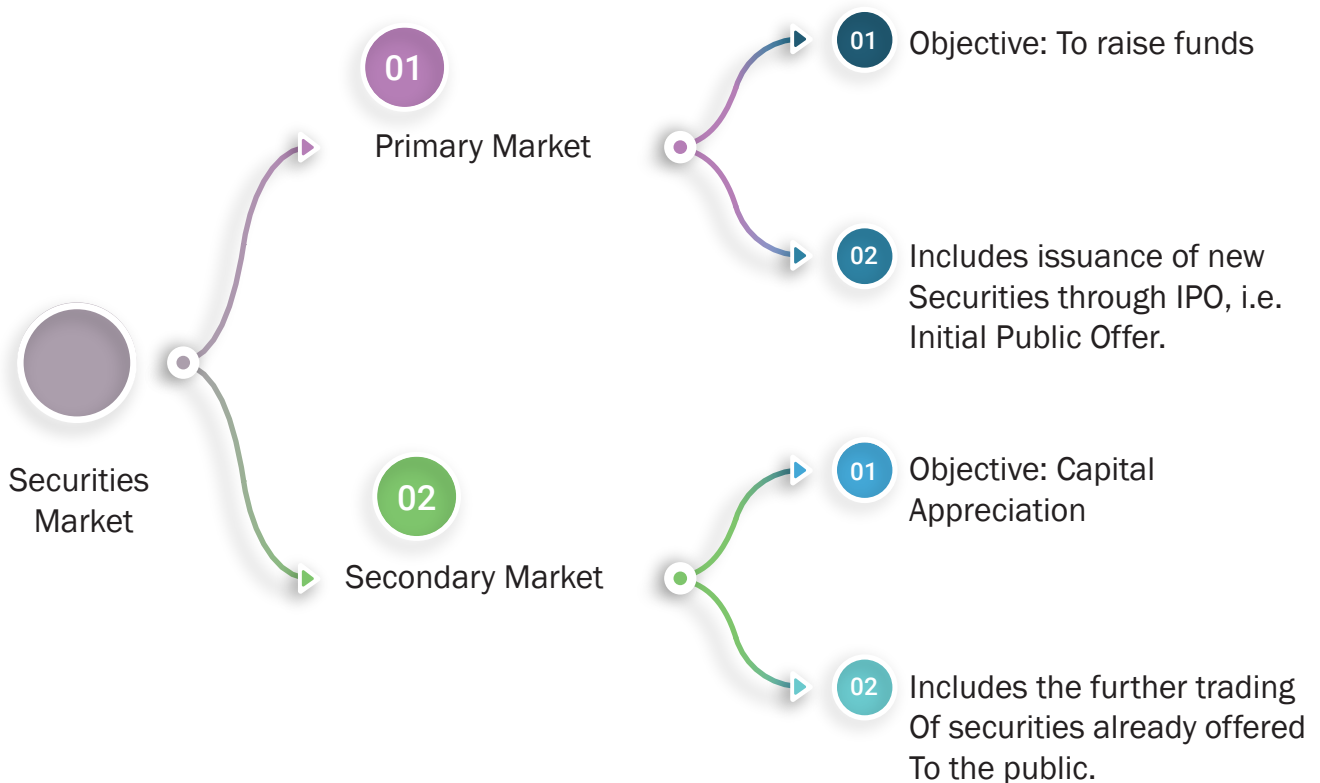 Securities
Market
01
Primary Market
01
Objective: To raise funds
02
Includes issuance of new
Securities through IPO, i.e.
Initial Public Offer.
02
Secondary Market
01
Objective: Capital
Appreciation
02
Includes the further trading
Of securities already offered
To the public.